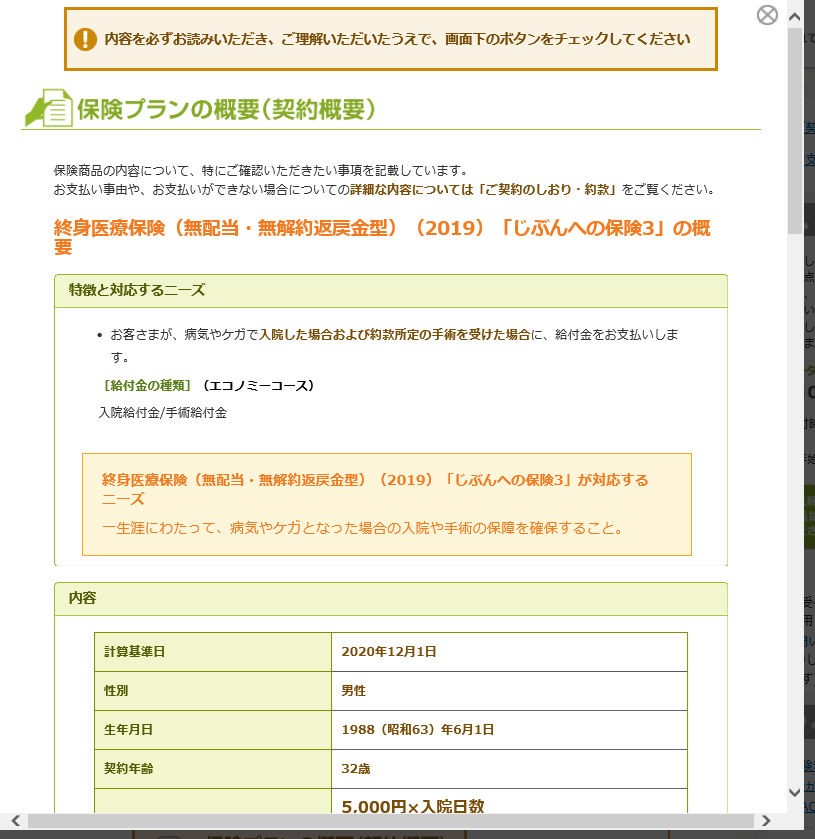 内容を必ずお読みいただき、ご理解いただいたうえで、画面下のボタンをチェックしてください
保険プランの概要（契約概要）
保険商品の内容について、特にご確認いただきたい事項を記載しています。
お支払い事由や、お支払いができない場合についての詳細な内容については「ご契約のしおり・約款」をご覧ください。
終身医療保険（無配当・無解約返戻金型）（2019）「じぶんへの保険3」の概
要
特徴と対応するニーズ
• お客さまが、病気やケガで入院した場合および約款所定の手術を受けた場合に、給付金をお支払いしま
す。
［給付金の種類］（エコノミーコース）
入院給付金/手術給付金
終身医療保険（無配当・無解約返戻金型）（2019）「じぶんへの保険3」が対応する
ニーズ
一生涯にわたって、病気やケガとなった場合の入院や手術の保障を確保すること。
内容
計算基準日 2020年12月1日
性別 男性
生年月日 1988（昭和63）年6月1日
契約年齢 32歳
5,000円×入院日数